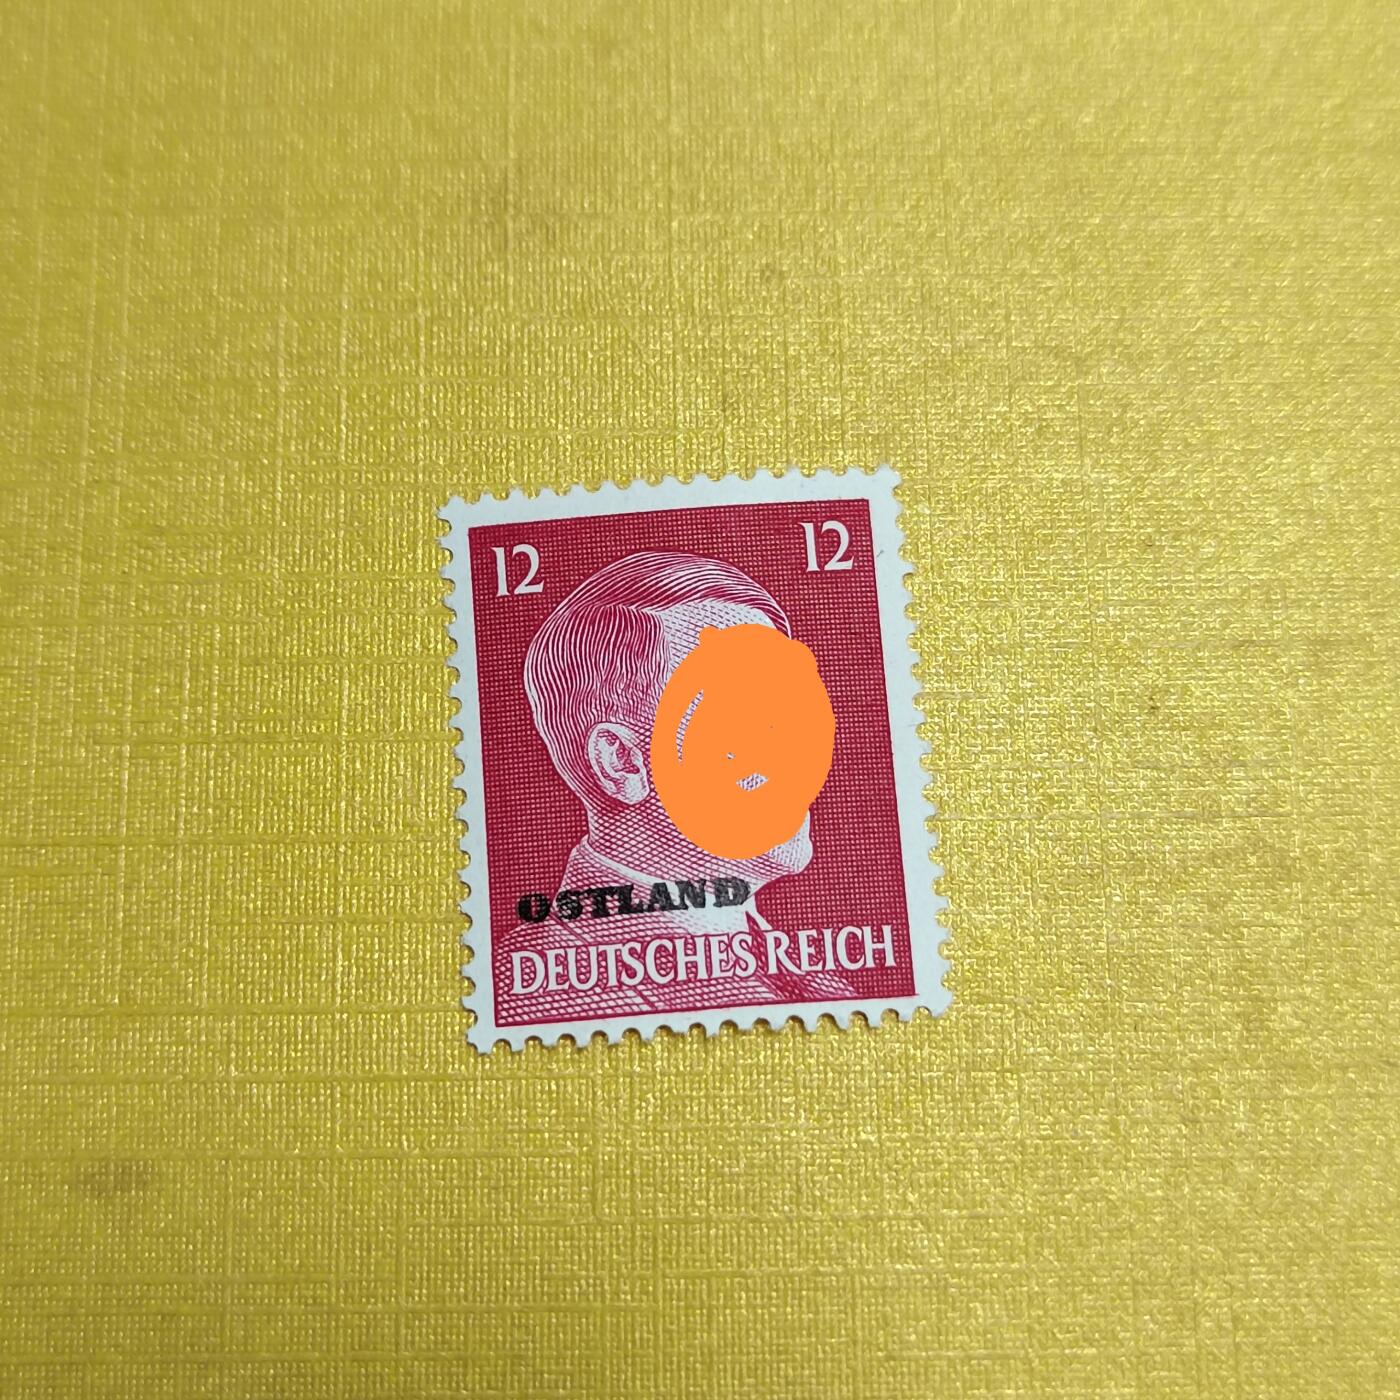 12 12
OSTLAND
DEUTSCHES REICH